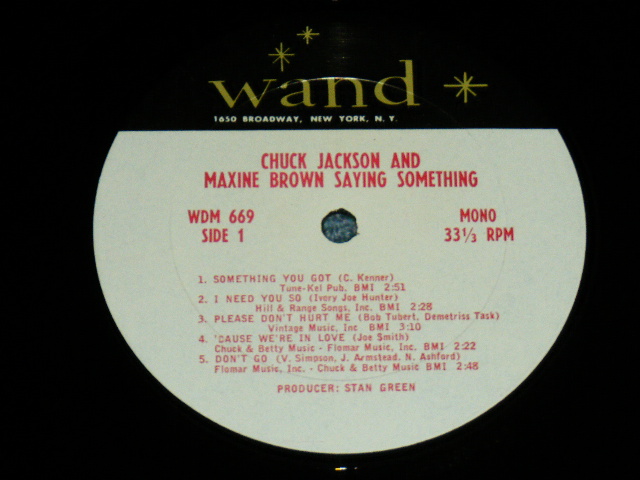 wand
1650 BROADWAY, NEW YORK, N. Y.
CHUCK JACKSON AND
MAXINE BROWN SAYING SOMETHING
WDM 669
SIDE 1
MONO
33⅓ RPM
1. SOMETHING YOU GOT (C. Kenner)
Tune-Kel Pub. BMI 2:51
2. I NEED YOU SO (Ivory Joe Hunter)
Hill & Range Songs, Inc. BMI 2:28
3. PLEASE DON'T HURT ME (Bob Tubert, Demetriss Task)
Vintage Music, Inc BMI 3:10
4. 'CAUSE WE'RE IN LOVE (Joe Smith)
Chuck & Betty Music - Flomar Music, Inc. BMI 2:22
5. DON'T GO (V. Simpson, J. Armstead, N. Ashford)
Flomar Music, Inc. - Chuck & Betty Music BMI 2:48
PRODUCER: STAN GREEN